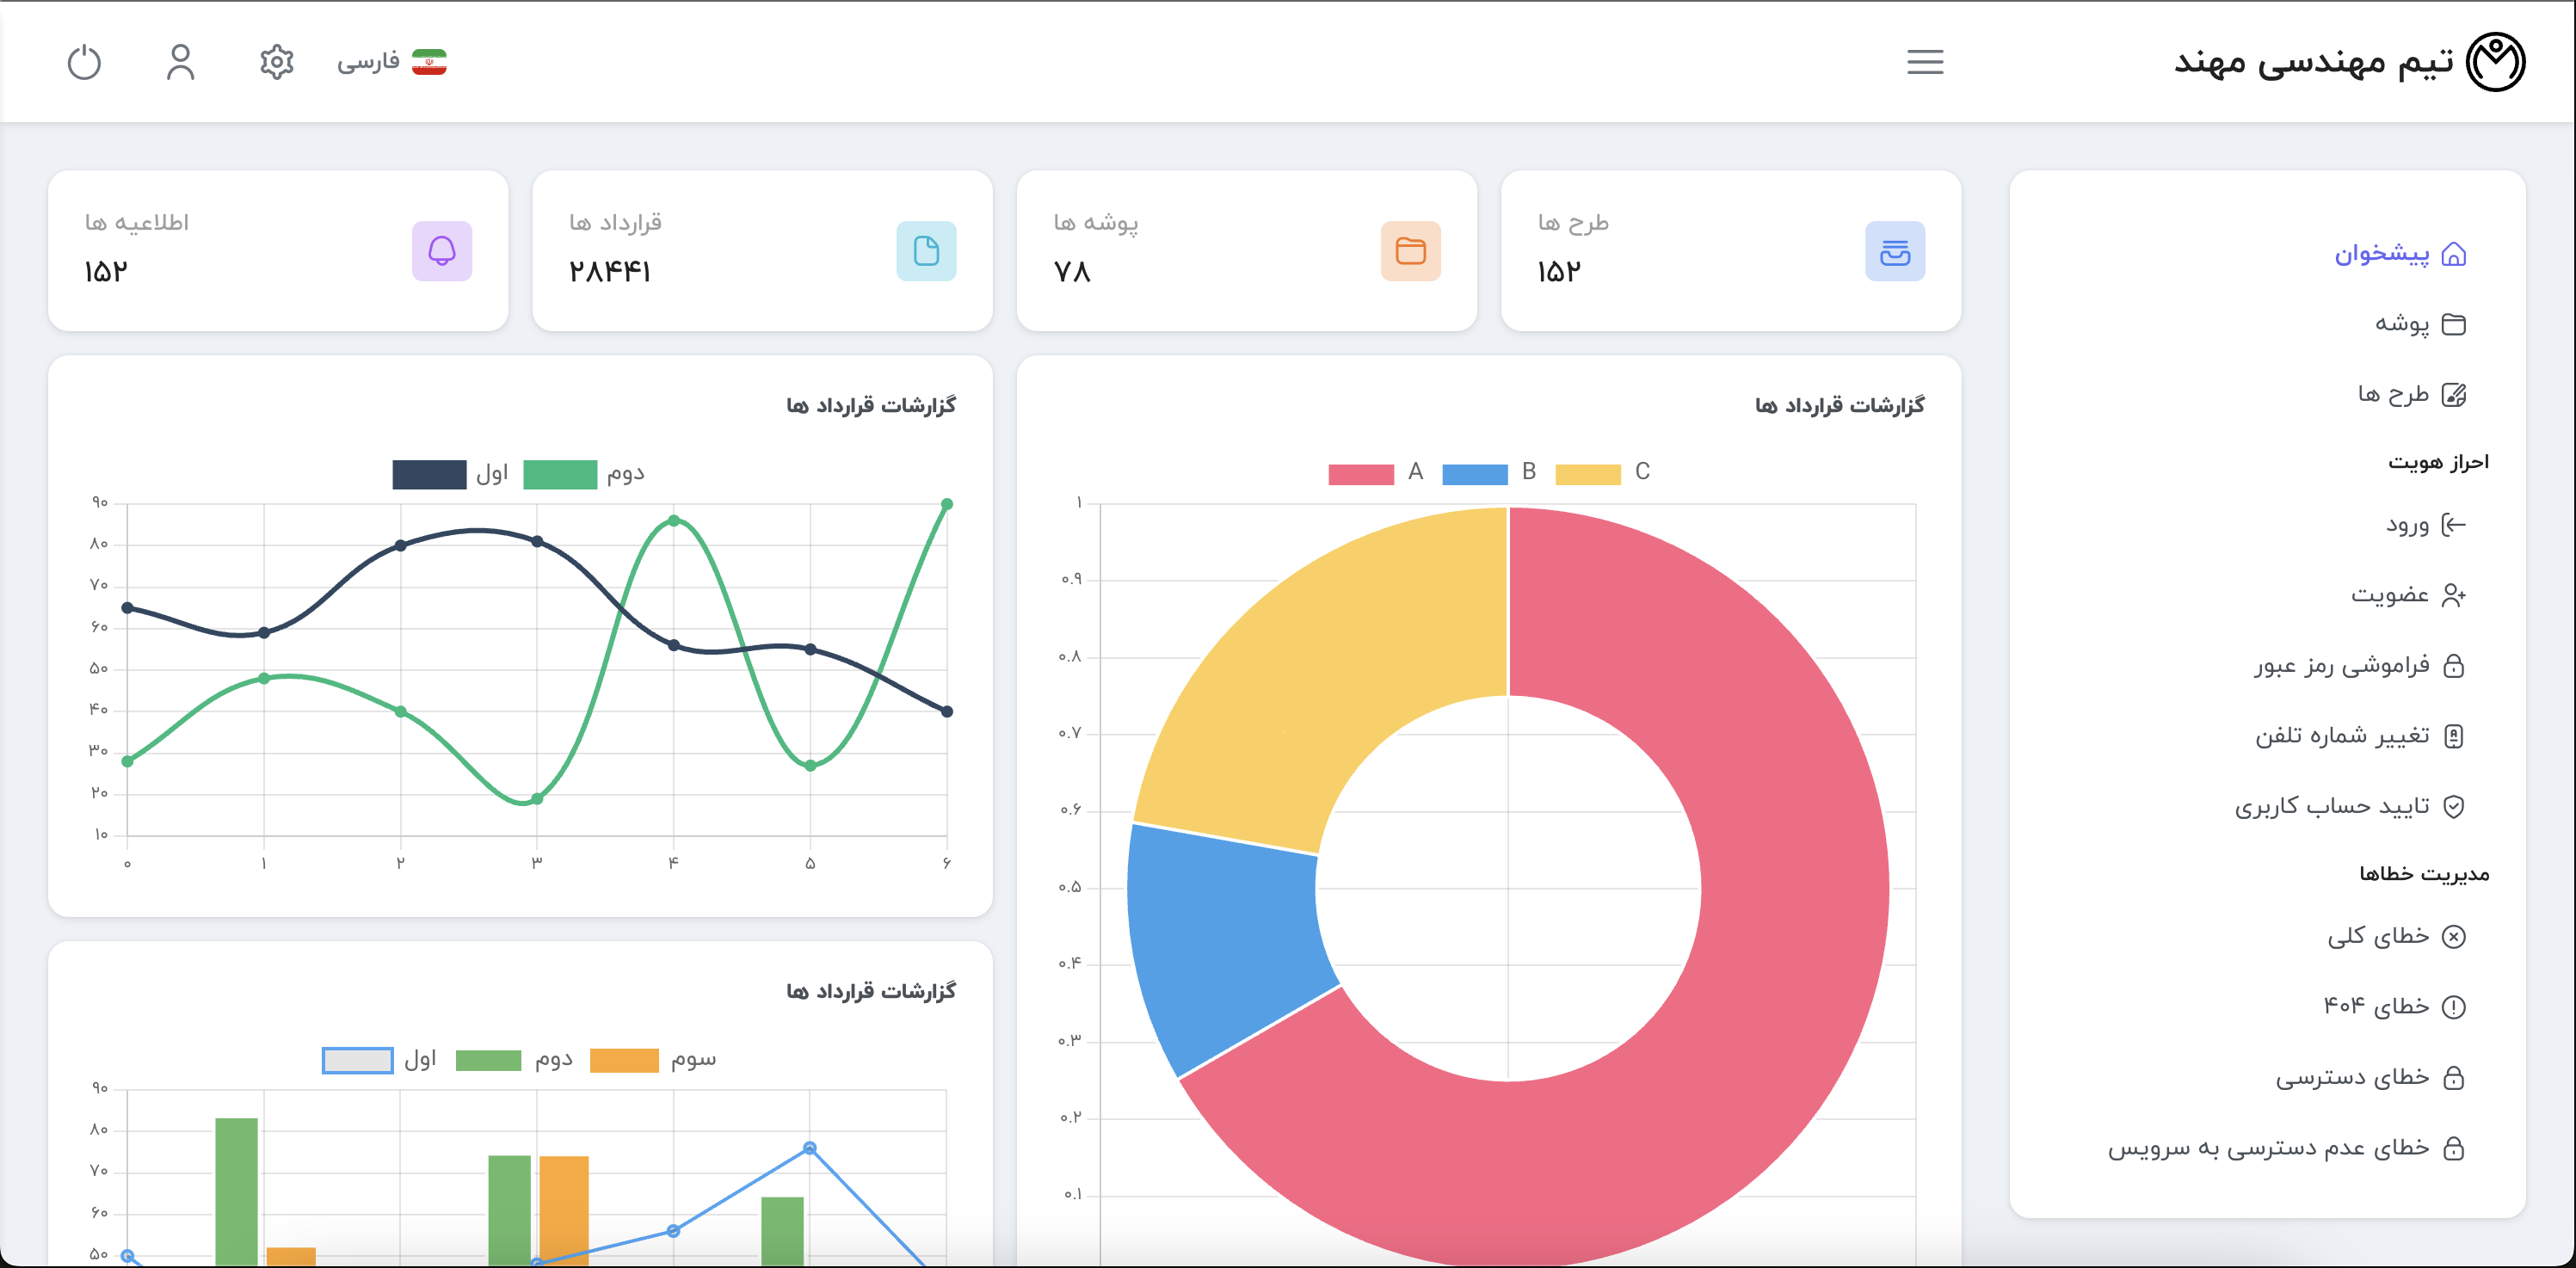 تیم مهندسی مهند
فارسی
پیشخوان
پوشه
طرح ها
احراز هویت
ورود
عضویت
فراموشی رمز عبور
تغییر شماره تلفن
تایید حساب کاربری
مدیریت خطاها
خطای کلی
خطای ۴۰۴
خطای دسترسی
خطای عدم دسترسی به سرویس
طرح ها
۱۵۲
پوشه ها
۷۸
قرارداد ها
۲۸۴۴۱
اطلاعیه ها
۱۵۲
گزارشات قرارداد ها
A B C
۱
۰.۹
۰.۸
۰.۷
۰.۶
۰.۵
۰.۴
۰.۳
۰.۲
۰.۱
گزارشات قرارداد ها
اول دوم
۹۰
۸۰
۷۰
۶۰
۵۰
۴۰
۳۰
۲۰
۱۰
۰ ۱ ۲ ۳ ۴ ۵ ۶
گزارشات قرارداد ها
اول دوم سوم
۹۰
۸۰
۷۰
۶۰
۵۰